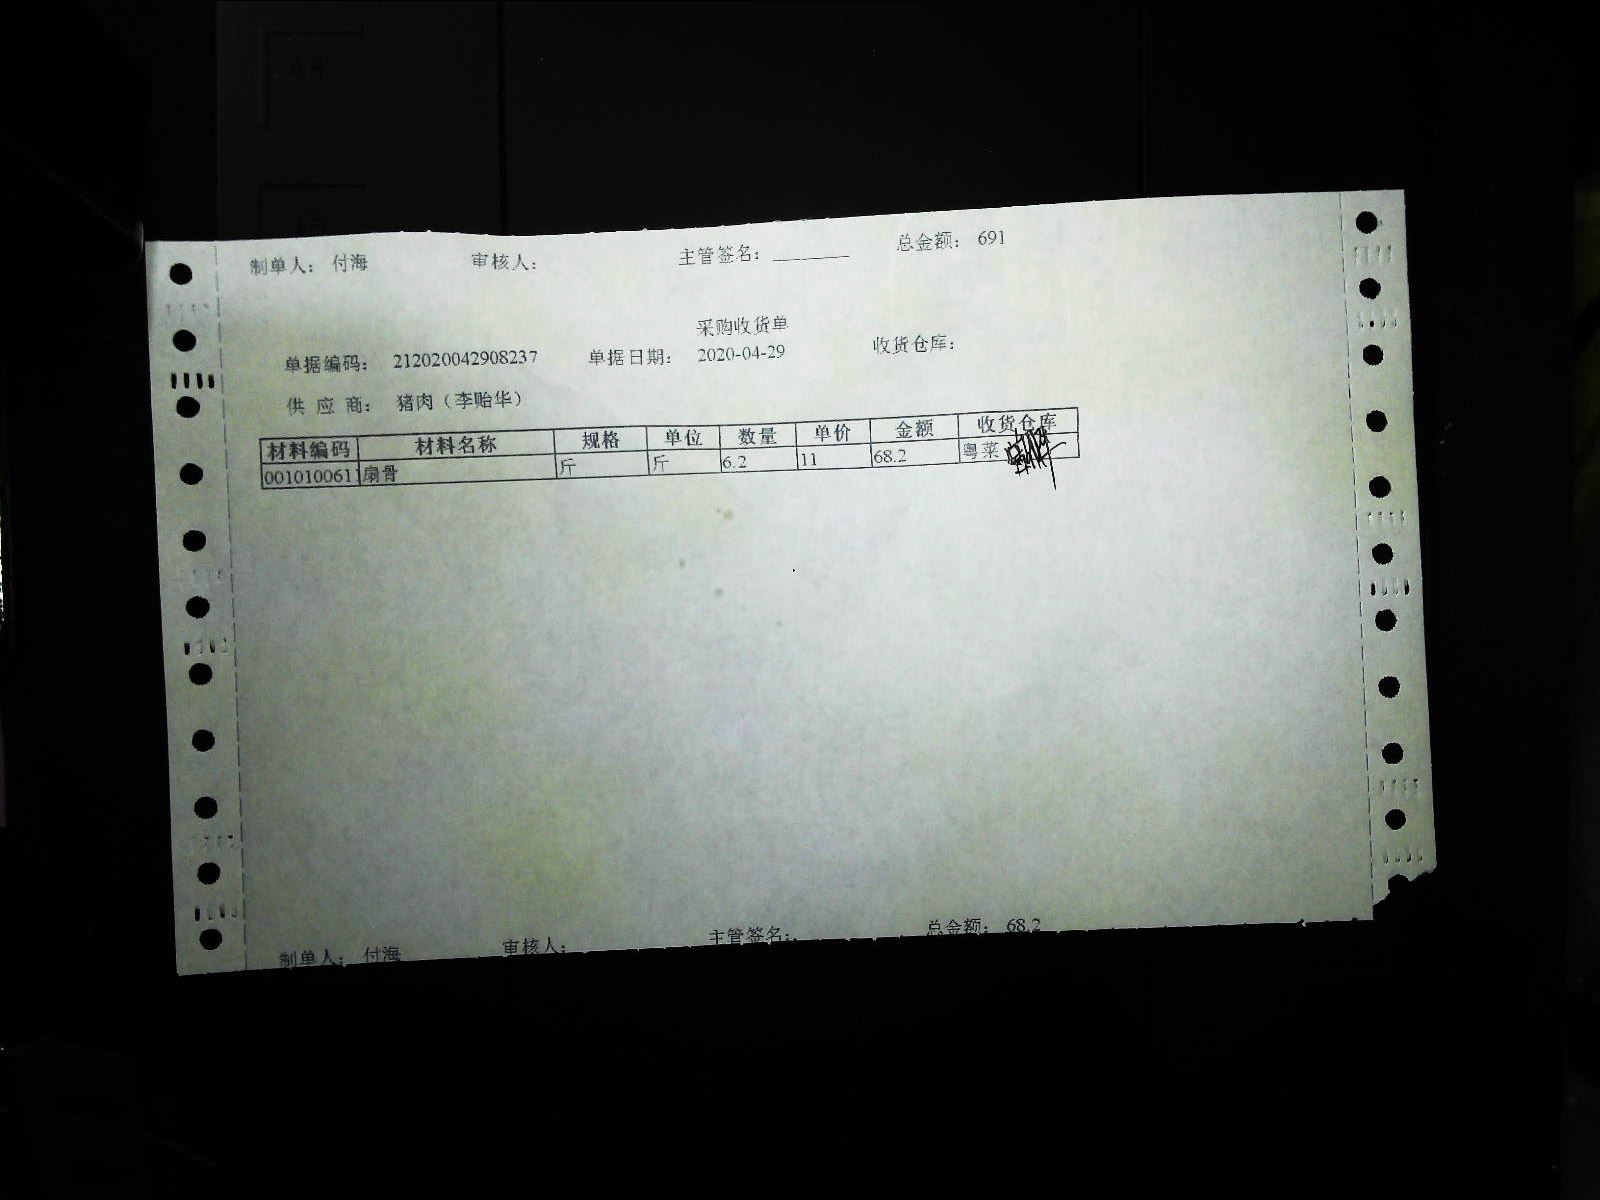 制单人: 付海 审核人: 主管签名: 总金额: 691
采购收货单
单据编码: 212020042908237 单据日期: 2020-04-29 收货仓库:
供应商: 猪肉（李贻华）
材料编码 材料名称 规格 单位 数量 单价 金额 收货仓库
001010061 扇骨 斤 斤 6.2 11 68.2 粤菜
制单人: 付海 审核人: 主管签名: 总金额: 68.2